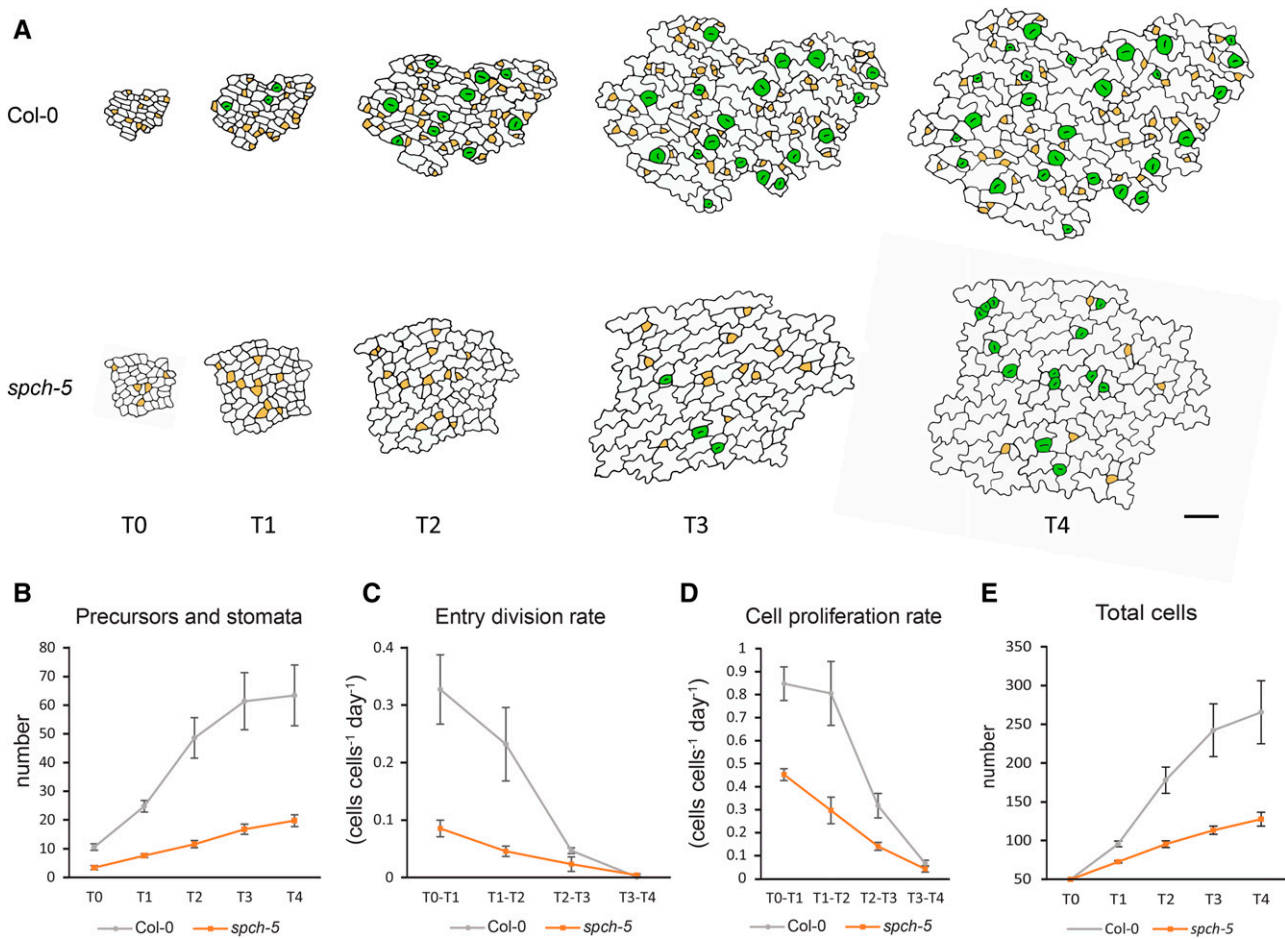 A
Col-0
spch-5
T0 T1 T2 T3 T4
B
Precursors and stomata
number
80
70
60
50
40
30
20
10
0
T0 T1 T2 T3 T4
Col-0 spch-5
C
Entry division rate
(cells cells⁻¹ day⁻¹)
0.4
0.3
0.2
0.1
0
T0-T1 T1-T2 T2-T3 T3-T4
Col-0 spch-5
D
Cell proliferation rate
(cells cells⁻¹ day⁻¹)
1
0.9
0.8
0.7
0.6
0.5
0.4
0.3
0.2
0.1
0
T0-T1 T1-T2 T2-T3 T3-T4
Col-0 spch-5
E
Total cells
number
350
300
250
200
150
100
50
T0 T1 T2 T3 T4
Col-0 spch-5